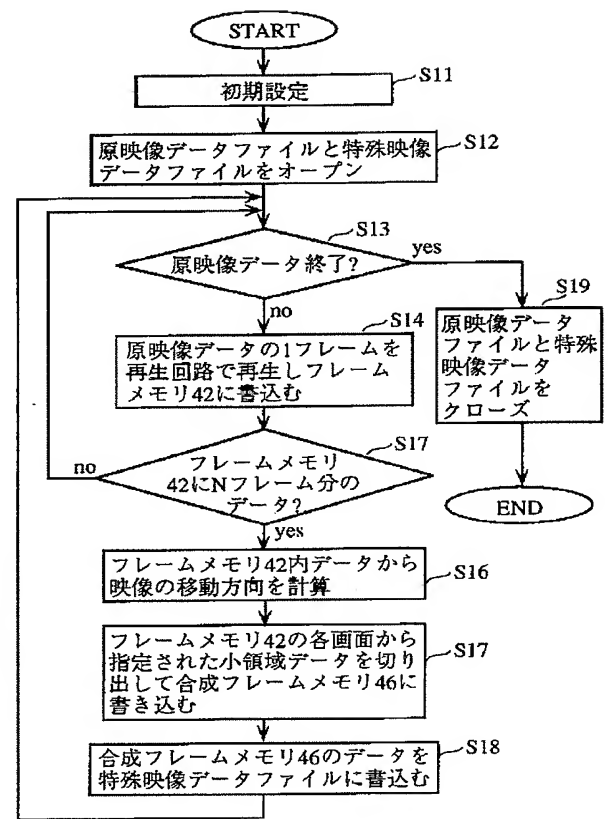 START
S11
初期設定
S12
原映像データファイルと特殊映像
データファイルをオープン
S13
原映像データ終了?
yes
no
S14
原映像データの1フレームを
再生回路で再生しフレーム
メモリ42に書込む
S17
フレームメモリ
42にNフレーム分の
データ?
no
yes
S16
フレームメモリ42内データから
映像の移動方向を計算
S17
フレームメモリ42の各画面から
指定された小領域データを切り
出して合成フレームメモリ46に
書き込む
S18
合成フレームメモリ46のデータを
特殊映像データファイルに書込む
S19
原映像データ
ファイルと特殊
映像データ
ファイルを
クローズ
END